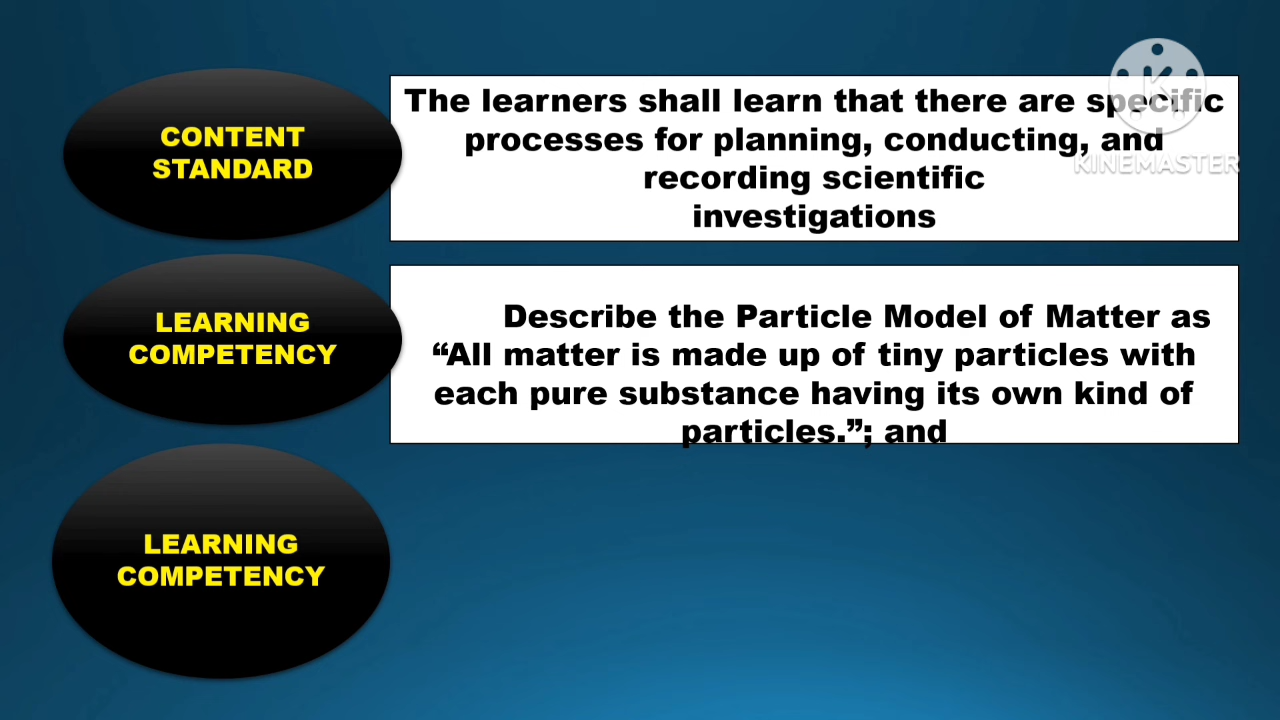 CONTENT
STANDARD
The learners shall learn that there are specific
processes for planning, conducting, and
recording scientific
investigations
KINEMASTER
LEARNING
COMPETENCY
Describe the Particle Model of Matter as
“All matter is made up of tiny particles with
each pure substance having its own kind of
particles.”; and
LEARNING
COMPETENCY